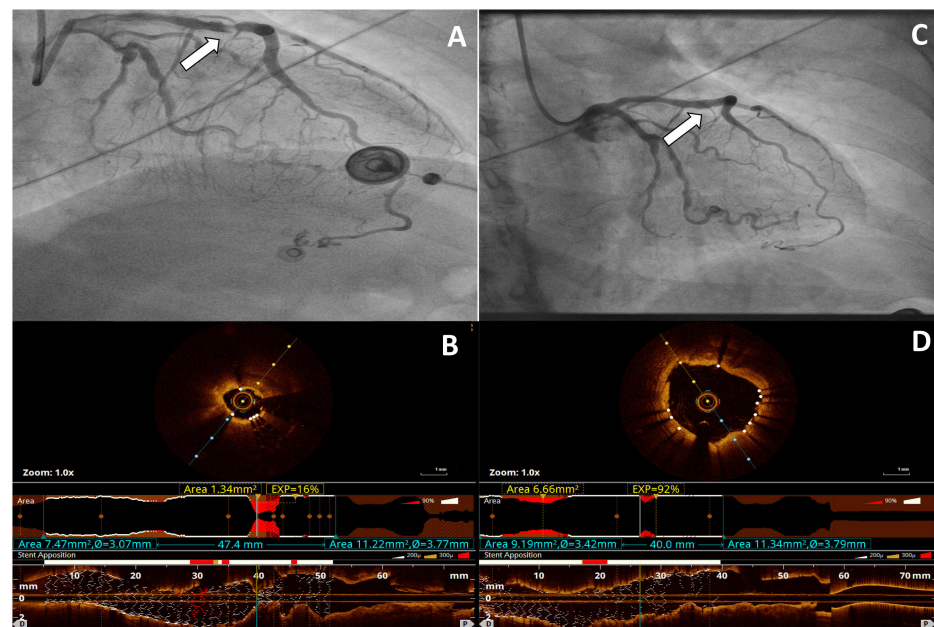 A
C
B
D
Zoom: 1.0x
1 mm
Area 1.34mm² EXP=16%
Area
90%
Area 7.47mm²,Ø=3.07mm 47.4 mm Area 11.22mm²,Ø=3.77mm
Stent Apposition
200µ 300µ
mm 10 20 30 40 50 60 mm
0
2
D P
Zoom: 1.0x
1 mm
Area 6.66mm² EXP=92%
Area
90%
Area 9.19mm²,Ø=3.42mm 40.0 mm Area 11.34mm²,Ø=3.79mm
Stent Apposition
200µ 300µ
mm 10 20 30 40 50 60 70 mm
0
2
D P